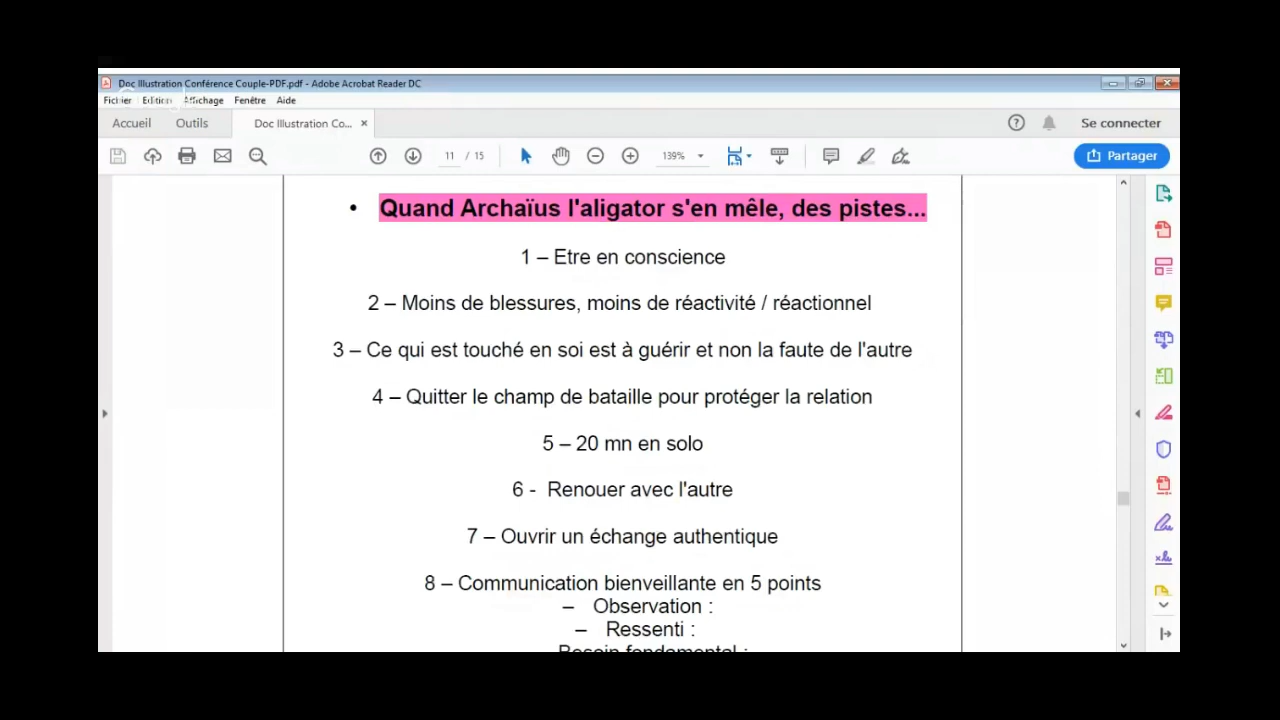 Doc Illustration Conférence Couple-PDF.pdf - Adobe Acrobat Reader DC
Fichier Edition Affichage Fenêtre Aide
Accueil Outils Doc Illustration Co... × Se connecter
11 / 15 139% Partager
• Quand Archaïus l'aligator s'en mêle, des pistes...
1 – Etre en conscience
2 – Moins de blessures, moins de réactivité / réactionnel
3 – Ce qui est touché en soi est à guérir et non la faute de l'autre
4 – Quitter le champ de bataille pour protéger la relation
5 – 20 mn en solo
6 - Renouer avec l'autre
7 – Ouvrir un échange authentique
8 – Communication bienveillante en 5 points
– Observation :
– Ressenti :
Besoin fondamental :